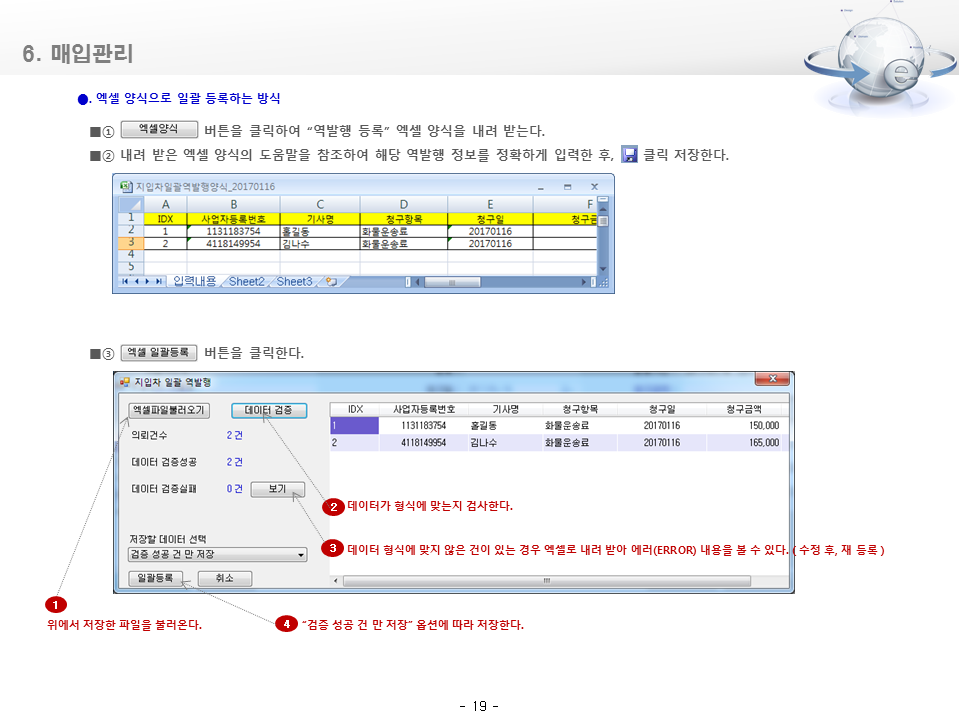 6. 매입관리
●. 엑셀 양식으로 일괄 등록하는 방식
■① 엑셀양식 버튼을 클릭하여 “역발행 등록” 엑셀 양식을 내려 받는다.
■② 내려 받은 엑셀 양식의 도움말을 참조하여 해당 역발행 정보를 정확하게 입력한 후, 클릭 저장한다.
지입차일괄역발행양식_20170116
A B C D E F
1 IDX 사업자등록번호 기사명 청구항목 청구일 청구금
2 1 1131183754 홍길동 화물운송료 20170116
3 2 4118149954 김나수 화물운송료 20170116
4
5
입력내용 Sheet2 Sheet3
■③ 엑셀 일괄등록 버튼을 클릭한다.
지입차 일괄 역발행
엑셀파일불러오기 데이터 검증 IDX 사업자등록번호 기사명 청구항목 청구일 청구금액
1 1131183754 홍길동 화물운송료 20170116 150,000
의뢰건수 2 건
2 4118149954 김나수 화물운송료 20170116 165,000
데이터 검증성공 2 건
데이터 검증실패 0 건 보기
2 데이터가 형식에 맞는지 검사한다.
저장할 데이터 선택
3 데이터 형식에 맞지 않은 건이 있는 경우 엑셀로 내려 받아 에러(ERROR) 내용을 볼 수 있다. ( 수정 후, 재 등록 )
검증 성공 건 만 저장
일괄등록 취소
1
위에서 저장한 파일을 불러온다.
4 “검증 성공 건 만 저장” 옵션에 따라 저장한다.
- 19 -